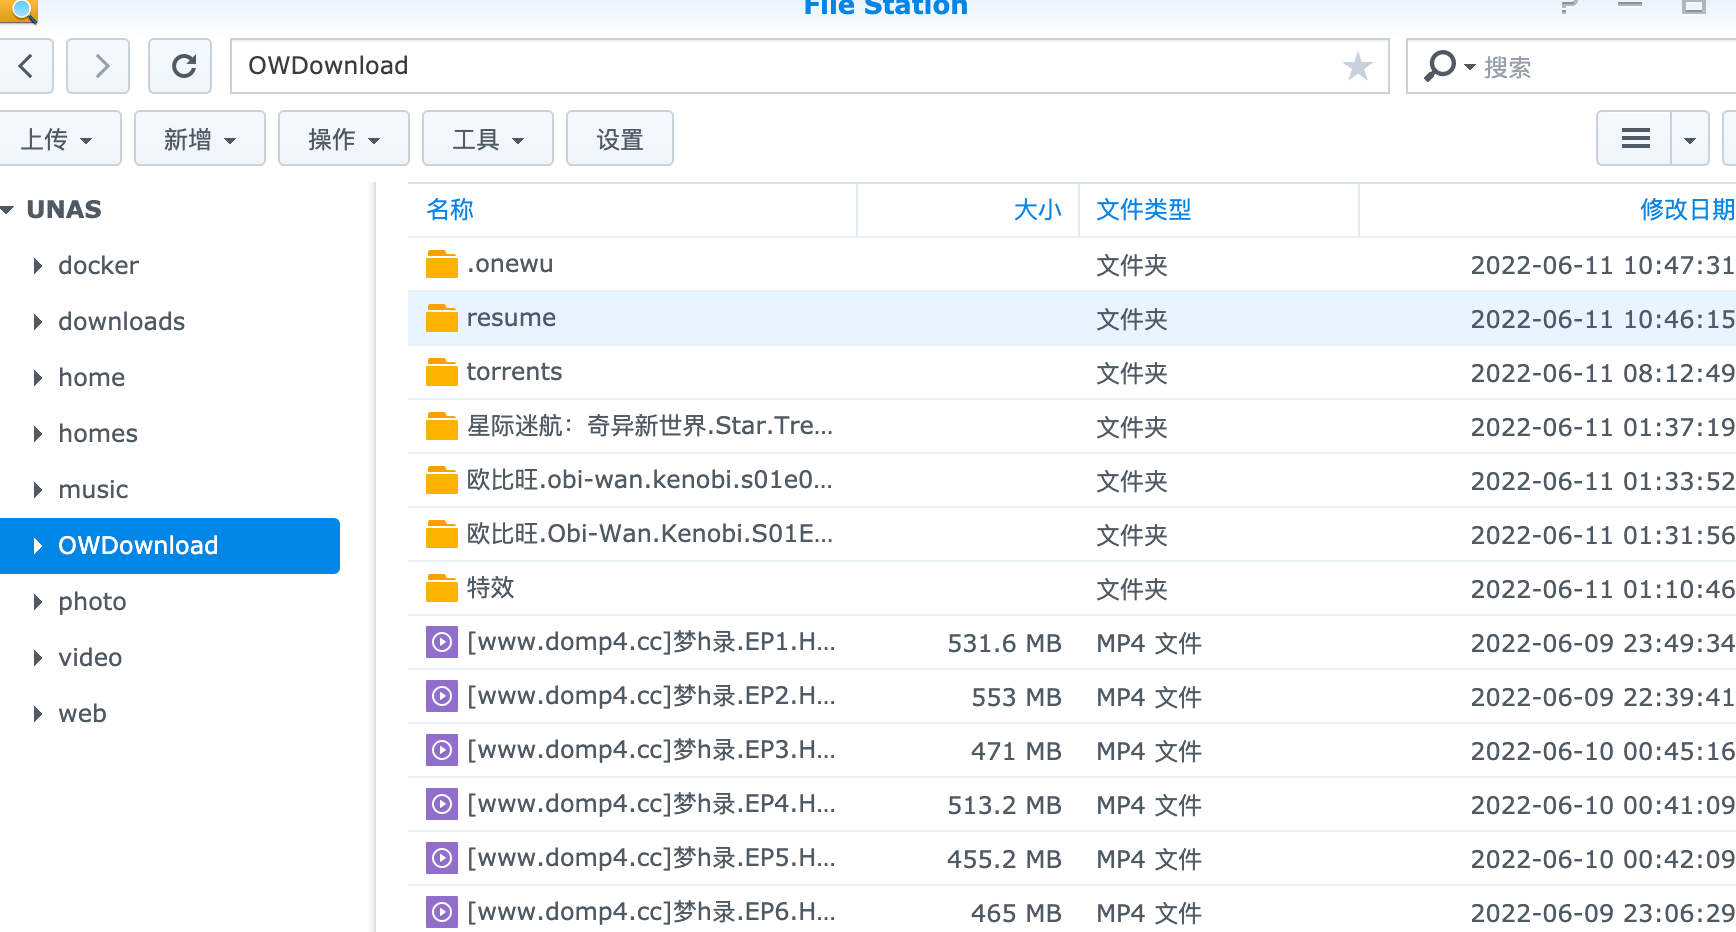 File Station
OWDownload
搜索
上传 新增 操作 工具 设置
UNAS
docker
downloads
home
homes
music
OWDownload
photo
video
web
名称 大小 文件类型 修改日期
.onewu 文件夹 2022-06-11 10:47:31
resume 文件夹 2022-06-11 10:46:15
torrents 文件夹 2022-06-11 08:12:49
星际迷航：奇异新世界.Star.Tre... 文件夹 2022-06-11 01:37:19
欧比旺.obi-wan.kenobi.s01e0... 文件夹 2022-06-11 01:33:52
欧比旺.Obi-Wan.Kenobi.S01E... 文件夹 2022-06-11 01:31:56
特效 文件夹 2022-06-11 01:10:46
[www.domp4.cc]梦h录.EP1.H... 531.6 MB MP4 文件 2022-06-09 23:49:34
[www.domp4.cc]梦h录.EP2.H... 553 MB MP4 文件 2022-06-09 22:39:41
[www.domp4.cc]梦h录.EP3.H... 471 MB MP4 文件 2022-06-10 00:45:16
[www.domp4.cc]梦h录.EP4.H... 513.2 MB MP4 文件 2022-06-10 00:41:09
[www.domp4.cc]梦h录.EP5.H... 455.2 MB MP4 文件 2022-06-10 00:42:09
[www.domp4.cc]梦h录.EP6.H... 465 MB MP4 文件 2022-06-09 23:06:29